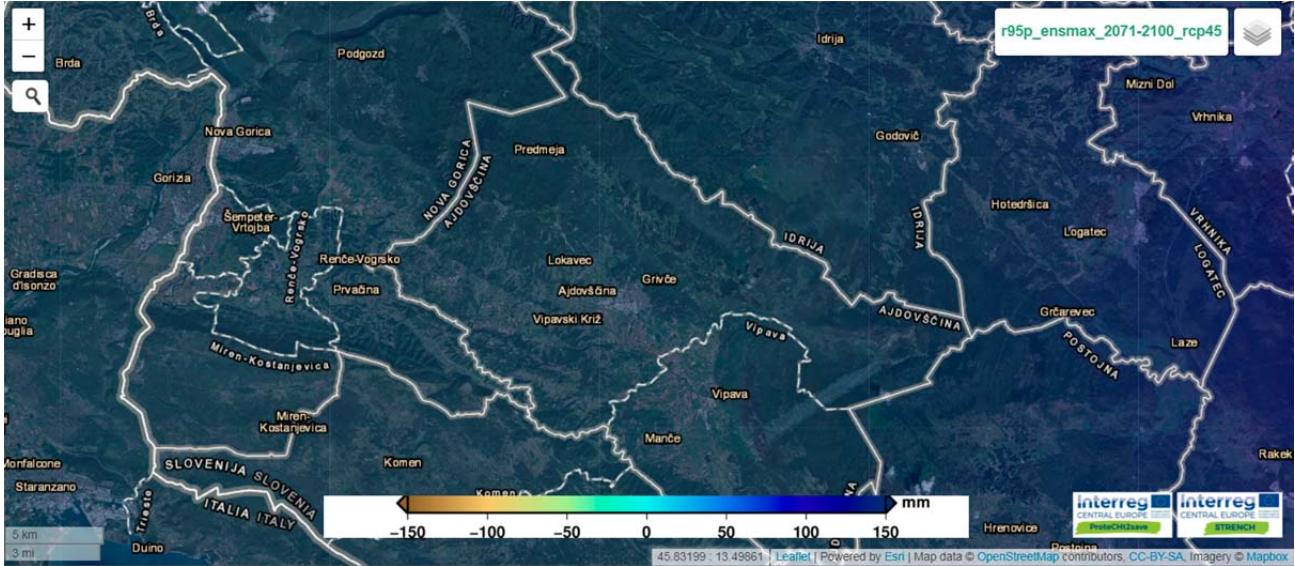 +
−
r95p_ensmax_2071-2100_rcp45
Brda
Brda
Podgozd
Idrija
Mizni Dol
Vrhnika
Nova Gorica
Predmeja
Godovič
NOVA GORICA
AJDOVŠČINA
Gorizia
Šempeter-
Vrtojba
Renče-Vogrsko
Renče-Vogrsko
IDRIJA
IDRIJA
Hotedršica
Logatec
VRHNIKA
LOGATEC
Gradisca
d'Isonzo
Prvačina
Lokavec
Grivče
Ajdovščina
Vipavski Križ
AJDOVŠČINA
Grčarevec
iano
puglia
Vipava
POSTOJNA
Laze
Miren-Kostanjevica
Vipava
Miren-
Kostanjevica
Manče
Rakek
Monfalcone
Komen
SLOVENIJA SLOVENIA
ITALIA ITALY
Staranzano
Trieste
Komen
Duino
Hrenovice
Postojna
−150
−100
−50
0
50
100
150
mm
5 km
3 mi
Interreg
CENTRAL EUROPE
ProteCHt2save
Interreg
CENTRAL EUROPE
STRENCH
45.83199 : 13.49861 | Leaflet | Powered by Esri | Map data © OpenStreetMap contributors, CC-BY-SA, Imagery © Mapbox